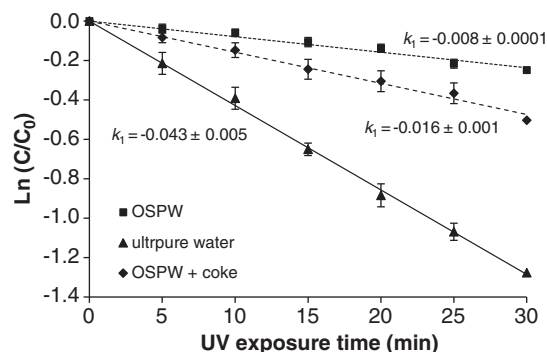 0.0
-0.2
-0.4
-0.6
-0.8
-1.0
-1.2
-1.4
Ln (C/C0)
k1 = -0.008 ± 0.0001
k1 = -0.016 ± 0.001
k1 = -0.043 ± 0.005
OSPW
ultrpure water
OSPW + coke
0 5 10 15 20 25 30
UV exposure time (min)